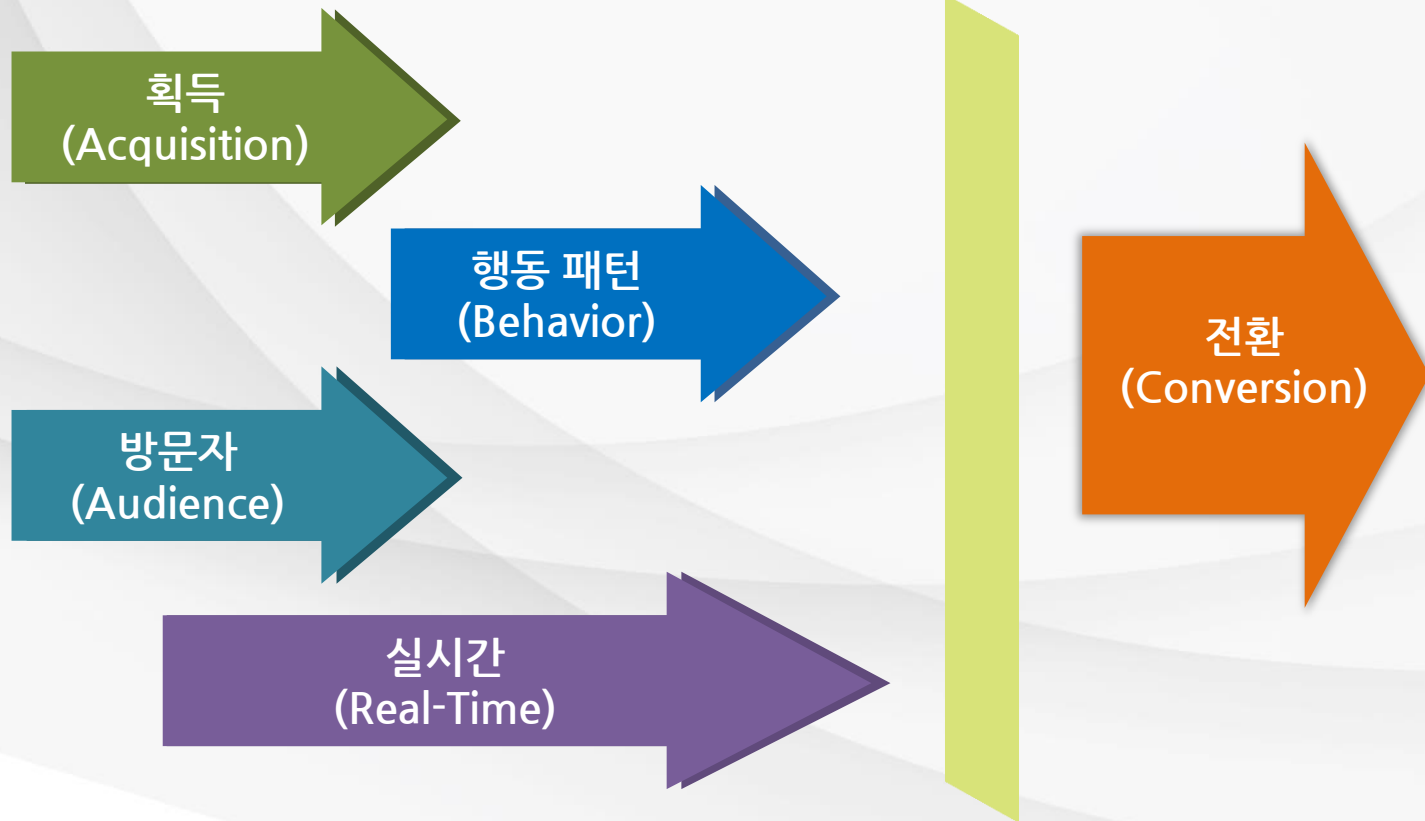 획득
(Acquisition)
행동 패턴
(Behavior)
방문자
(Audience)
실시간
(Real-Time)
전환
(Conversion)